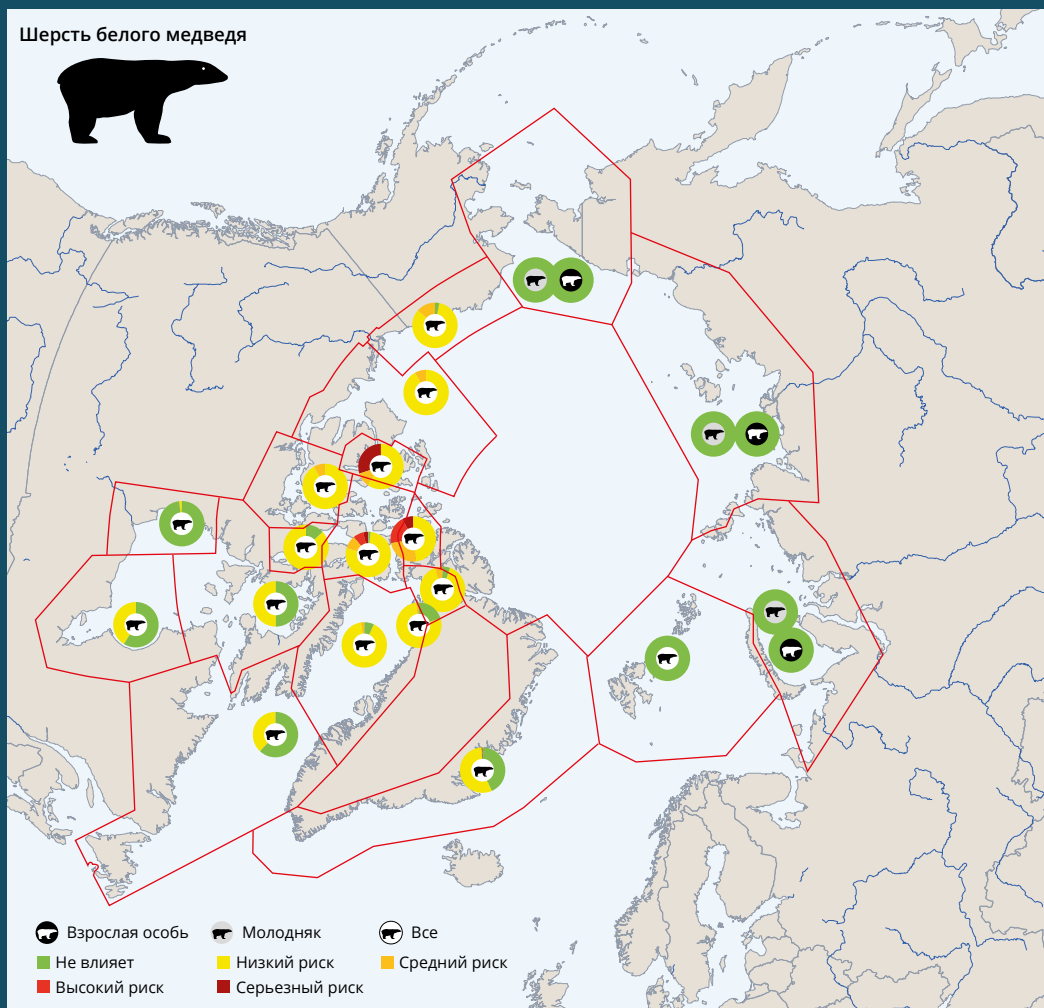 Шерсть белого медведя
Взрослая особь Молодняк Все
Не влияет Низкий риск Средний риск
Высокий риск Серьезный риск